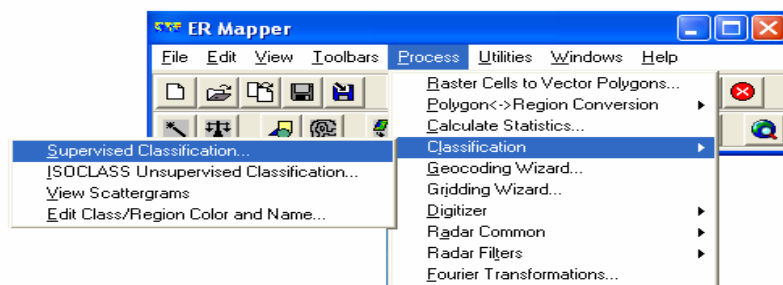 ER Mapper
File Edit View Toolbars Process Utilities Windows Help
Raster Cells to Vector Polygons...
Polygon<->Region Conversion
Calculate Statistics...
Classification
Geocoding Wizard...
Gridding Wizard...
Digitizer
Radar Common
Radar Filters
Fourier Transformations...
Supervised Classification...
ISOCLASS Unsupervised Classification...
View Scattergrams
Edit Class/Region Color and Name...